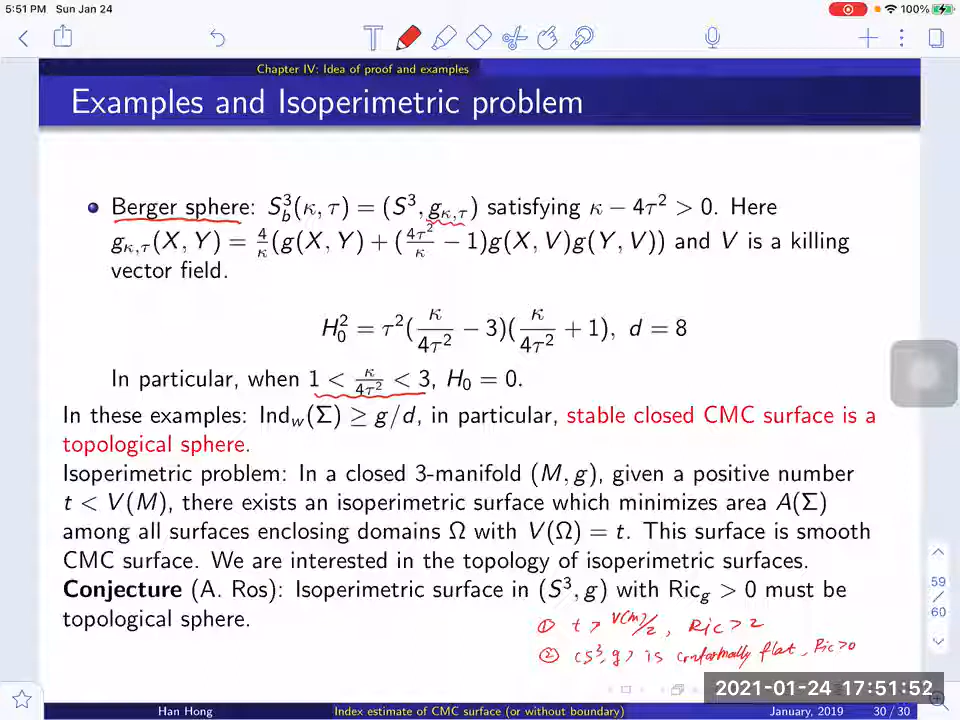 5:51 PM Sun Jan 24
100%
T
Chapter IV: Idea of proof and examples
Examples and Isoperimetric problem
Berger sphere: S_b^3(κ, τ) = (S^3, g_{κ,τ}) satisfying κ − 4τ^2 > 0. Here
g_{κ,τ}(X, Y) = 4/κ (g(X, Y) + (4τ^2/κ − 1)g(X, V)g(Y, V)) and V is a killing
vector field.
H_0^2 = τ^2(κ/4τ^2 − 3)(κ/4τ^2 + 1), d = 8
In particular, when 1 < κ/4τ^2 < 3, H_0 = 0.
In these examples: Ind_w(Σ) ≥ g/d, in particular, stable closed CMC surface is a
topological sphere.
Isoperimetric problem: In a closed 3-manifold (M, g), given a positive number
t < V(M), there exists an isoperimetric surface which minimizes area A(Σ)
among all surfaces enclosing domains Ω with V(Ω) = t. This surface is smooth
CMC surface. We are interested in the topology of isoperimetric surfaces.
Conjecture (A. Ros): Isoperimetric surface in (S^3, g) with Ric_g > 0 must be
topological sphere.
① t > V(M)/2, Ric > 2
② (S^3, g) is conformally flat, Ric > 0
59
/
60
2021-01-24 17:51:52
Han Hong
Index estimate of CMC surface (or without boundary)
January, 2019
30 / 30